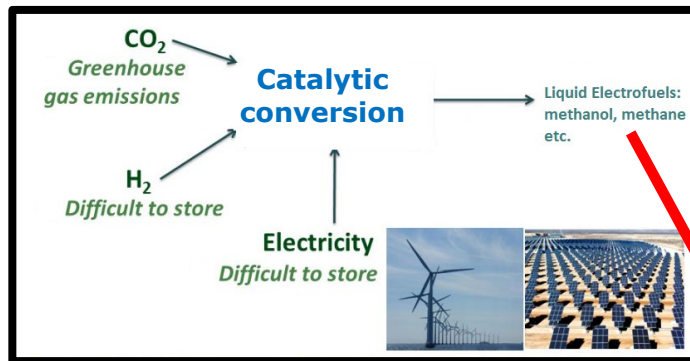 CO₂
Greenhouse
gas emissions
Catalytic
conversion
Liquid Electrofuels:
methanol, methane
etc.
H₂
Difficult to store
Electricity
Difficult to store